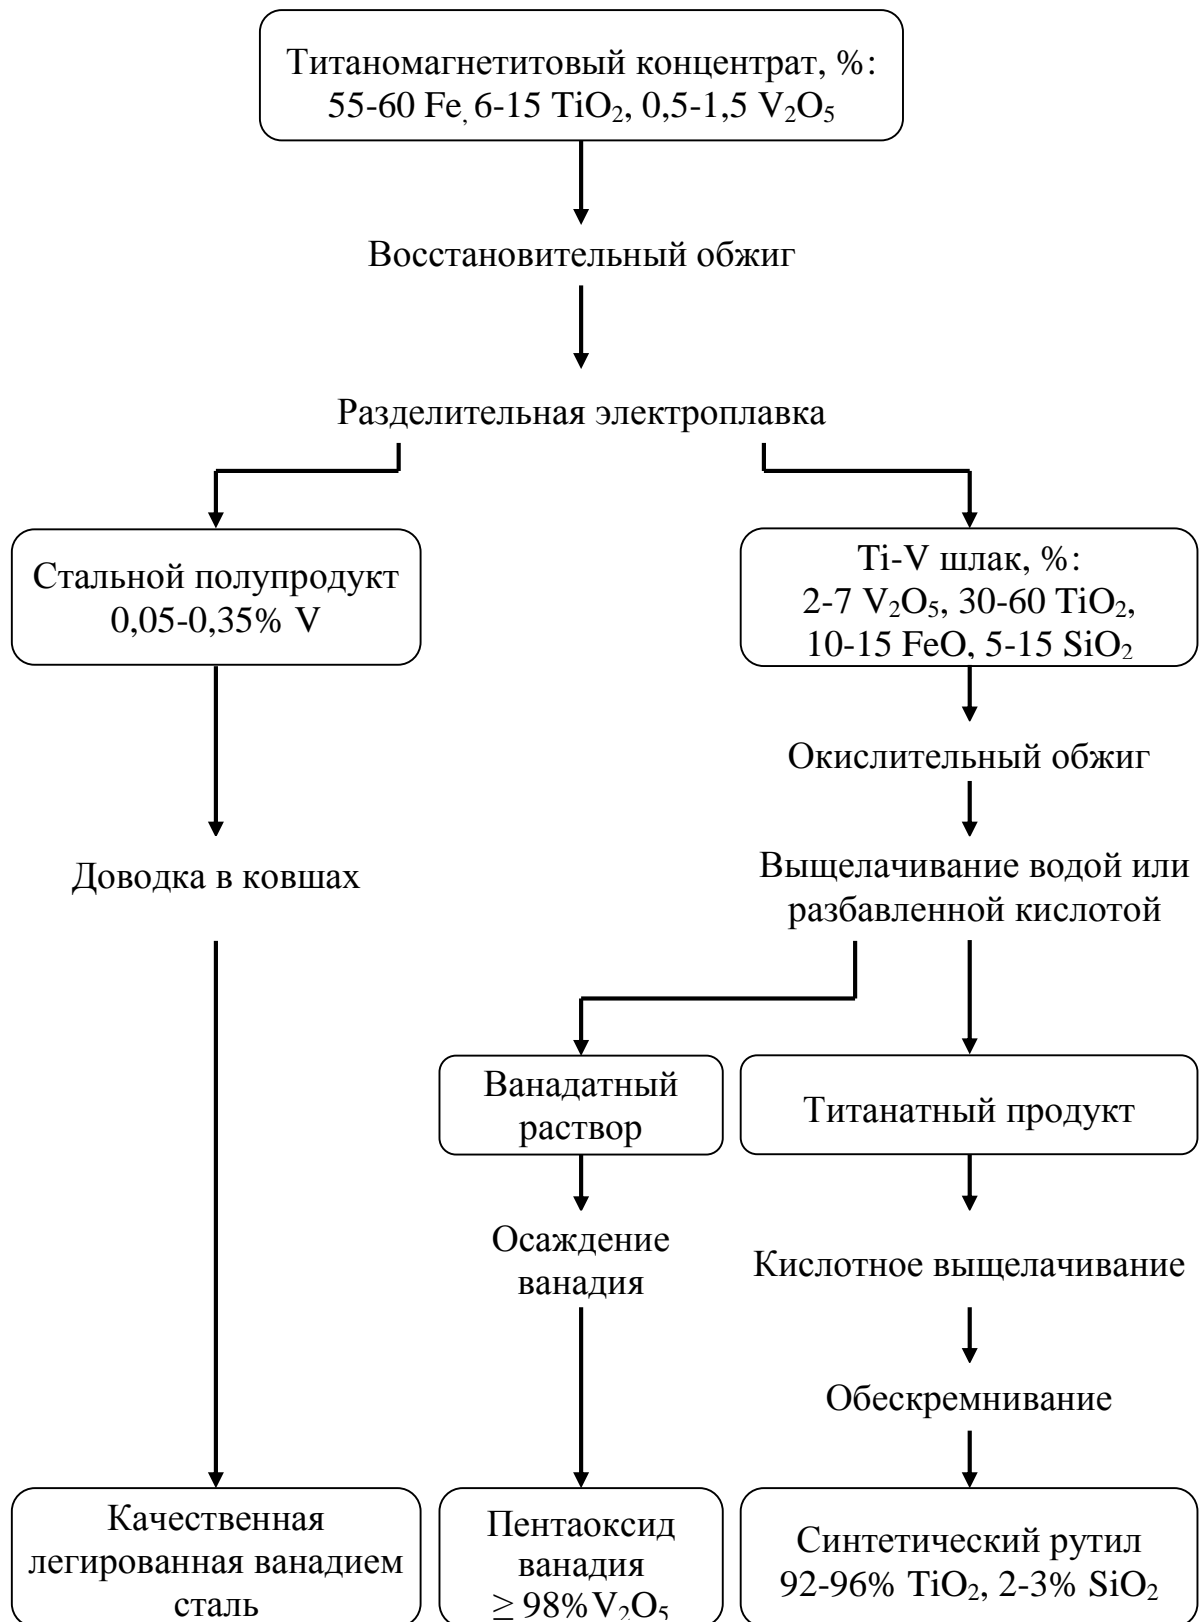 Титаномагнетитовый концентрат, %:
55-60 Fe, 6-15 TiO₂, 0,5-1,5 V₂O₅
Восстановительный обжиг
Разделительная электроплавка
Стальной полупродукт
0,05-0,35% V
Ti-V шлак, %:
2-7 V₂O₅, 30-60 TiO₂,
10-15 FeO, 5-15 SiO₂
Окислительный обжиг
Доводка в ковшах
Выщелачивание водой или
разбавленной кислотой
Ванадатный
раствор
Титанатный продукт
Осаждение
ванадия
Кислотное выщелачивание
Обескремнивание
Качественная
легированная ванадием
сталь
Пентаоксид
ванадия
≥ 98%V₂O₅
Синтетический рутил
92-96% TiO₂, 2-3% SiO₂